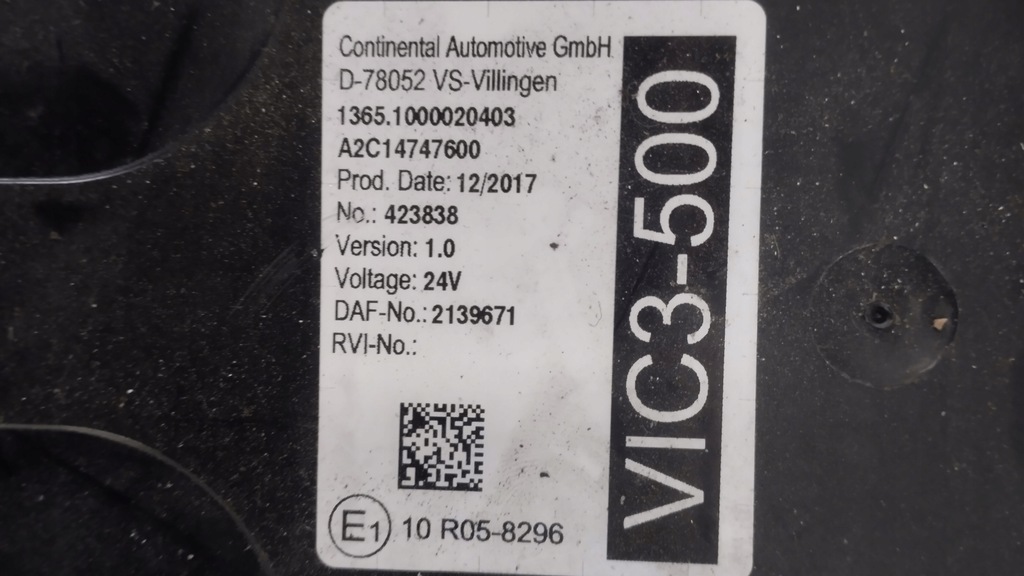 Continental Automotive GmbH
D-78052 VS-Villingen
1365.1000020403
A2C14747600
Prod. Date: 12/2017
No.: 423838
Version: 1.0
Voltage: 24V
DAF-No.: 2139671
RVI-No.:
E1 10 R05-8296
VIC3-500